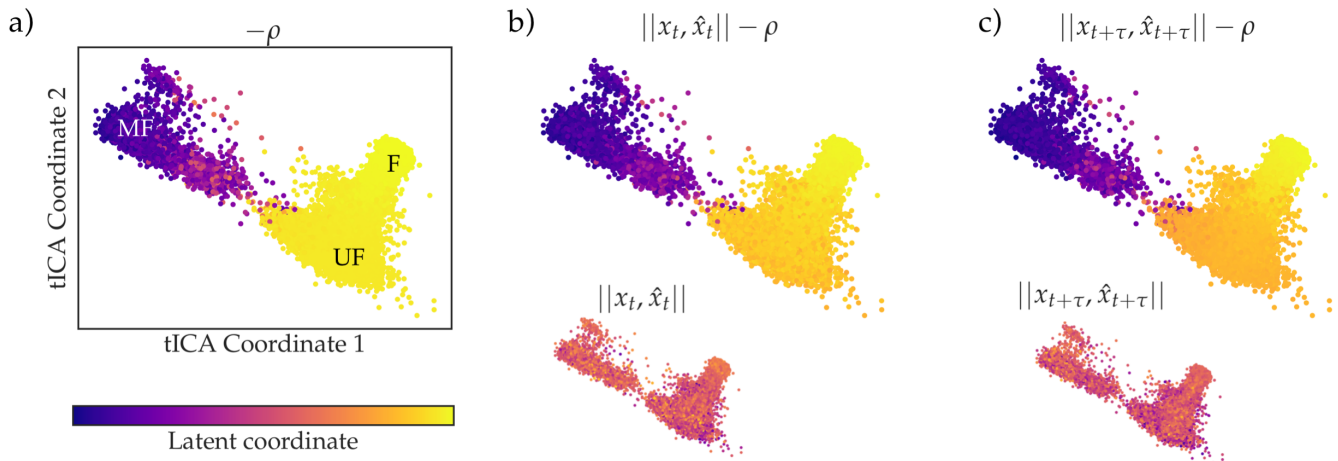 a)
−ρ
tICA Coordinate 2
MF
F
UF
tICA Coordinate 1
Latent coordinate
b)
||x_t, x̂_t|| − ρ
||x_t, x̂_t||
c)
||x_{t+τ}, x̂_{t+τ}|| − ρ
||x_{t+τ}, x̂_{t+τ}||